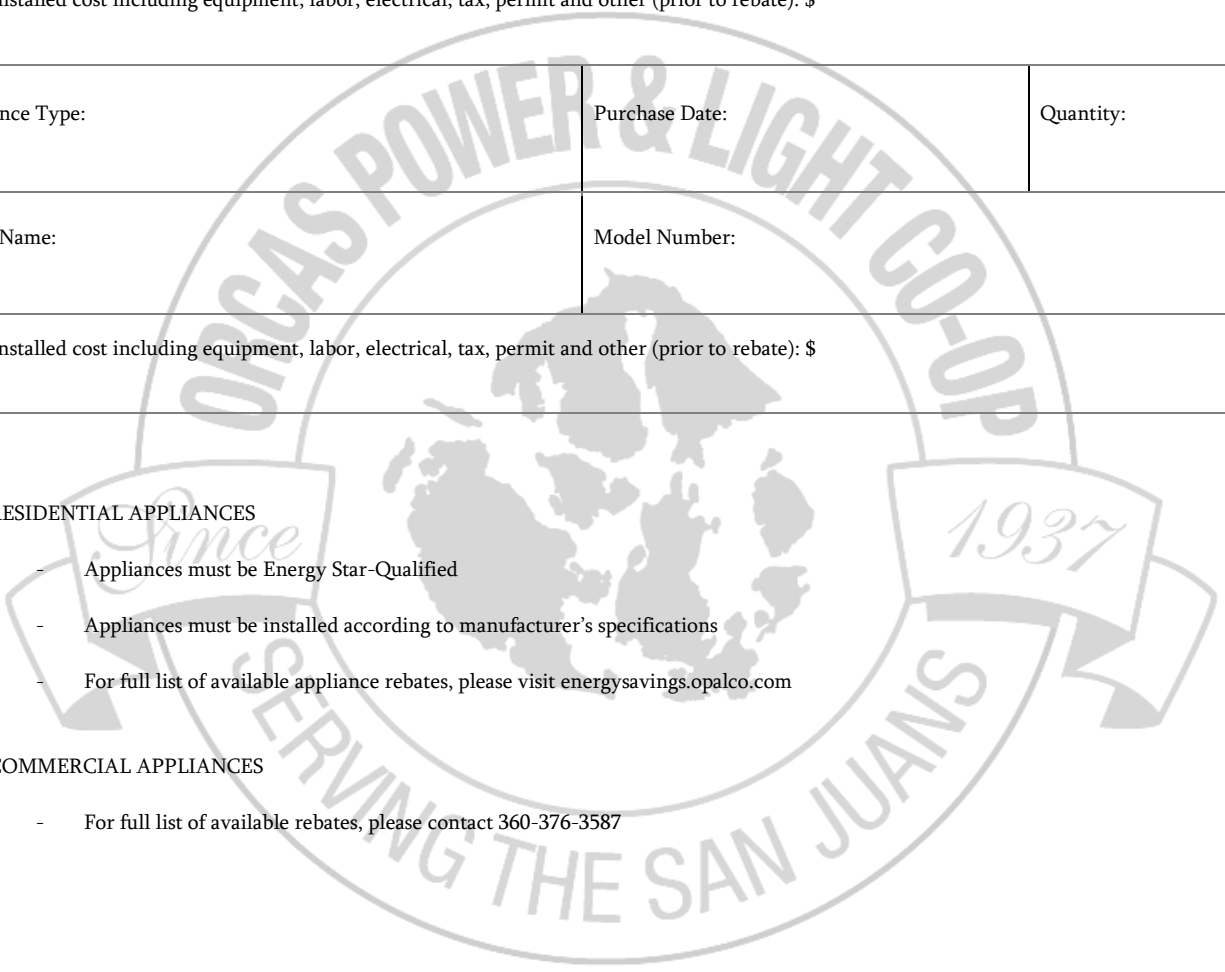 nstalled cost including equipment, labor, electrical, tax, permit and other (prior to rebate): $
nce Type: Purchase Date: Quantity:
Name: Model Number:
nstalled cost including equipment, labor, electrical, tax, permit and other (prior to rebate): $
ORCAS POWER & LIGHT CO-OP
Since 1937
RESIDENTIAL APPLIANCES
- Appliances must be Energy Star-Qualified
- Appliances must be installed according to manufacturer's specifications
- For full list of available appliance rebates, please visit energysavings.opalco.com
COMMERCIAL APPLIANCES
- For full list of available rebates, please contact 360-376-3587
SERVING THE SAN JUANS